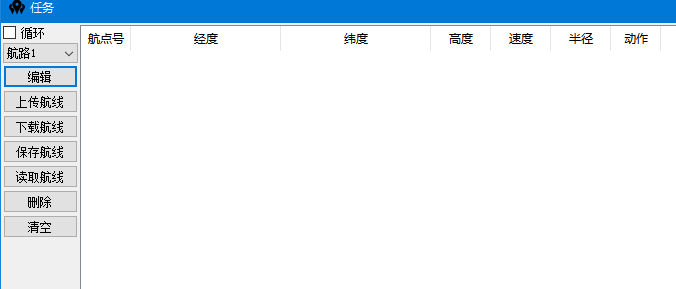 任务
循环
航路1
编辑
上传航线
下载航线
保存航线
读取航线
删除
清空
航点号 经度 纬度 高度 速度 半径 动作